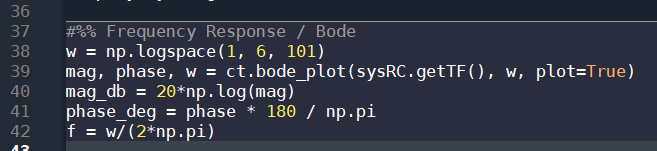 36
37 #%% Frequency Response / Bode
38 w = np.logspace(1, 6, 101)
39 mag, phase, w = ct.bode_plot(sysRC.getTF(), w, plot=True)
40 mag_db = 20*np.log(mag)
41 phase_deg = phase * 180 / np.pi
42 f = w/(2*np.pi)
43